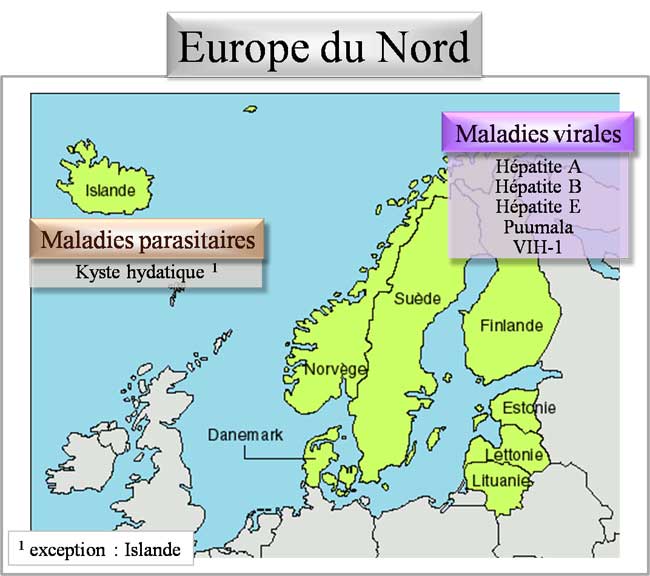 Europe du Nord
Maladies virales
Hépatite A
Hépatite B
Hépatite E
Puumala
VIH-1
Islande
Maladies parasitaires
Kyste hydatique ¹
Suède
Finlande
Norvège
Estonie
Danemark
Lettonie
Lituanie
¹ exception : Islande